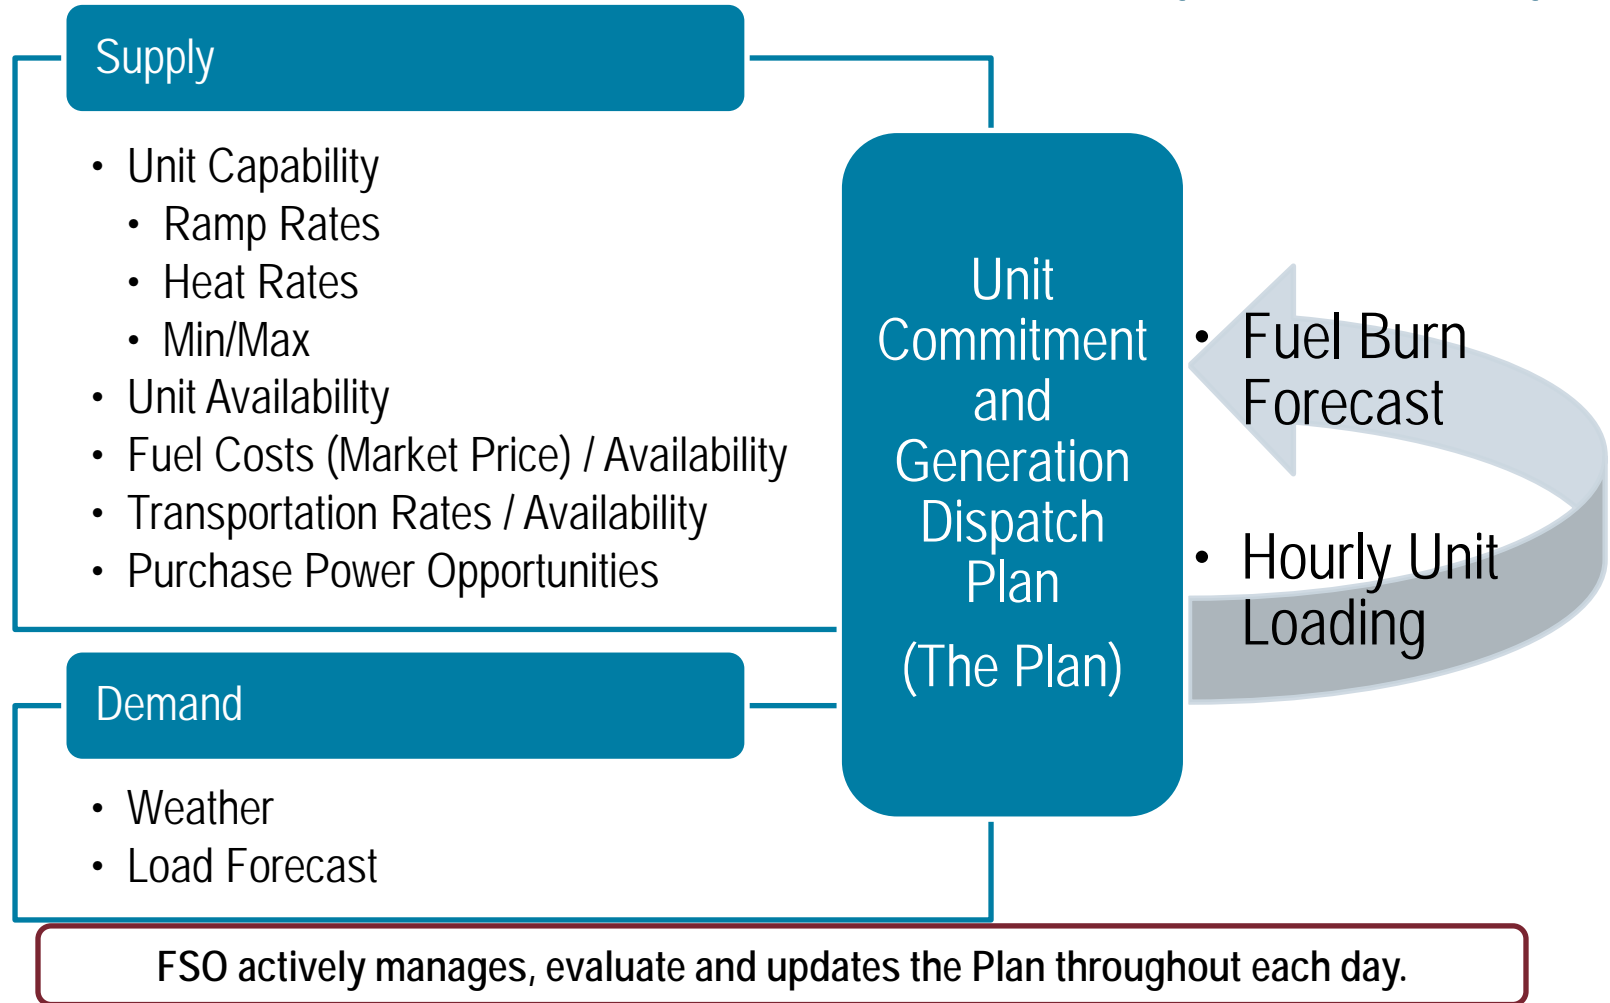 Supply
• Unit Capability
• Ramp Rates
• Heat Rates
• Min/Max
• Unit Availability
• Fuel Costs (Market Price) / Availability
• Transportation Rates / Availability
• Purchase Power Opportunities
Demand
• Weather
• Load Forecast
Unit
Commitment
and
Generation
Dispatch
Plan
(The Plan)
• Fuel Burn
Forecast
• Hourly Unit
Loading
FSO actively manages, evaluate and updates the Plan throughout each day.